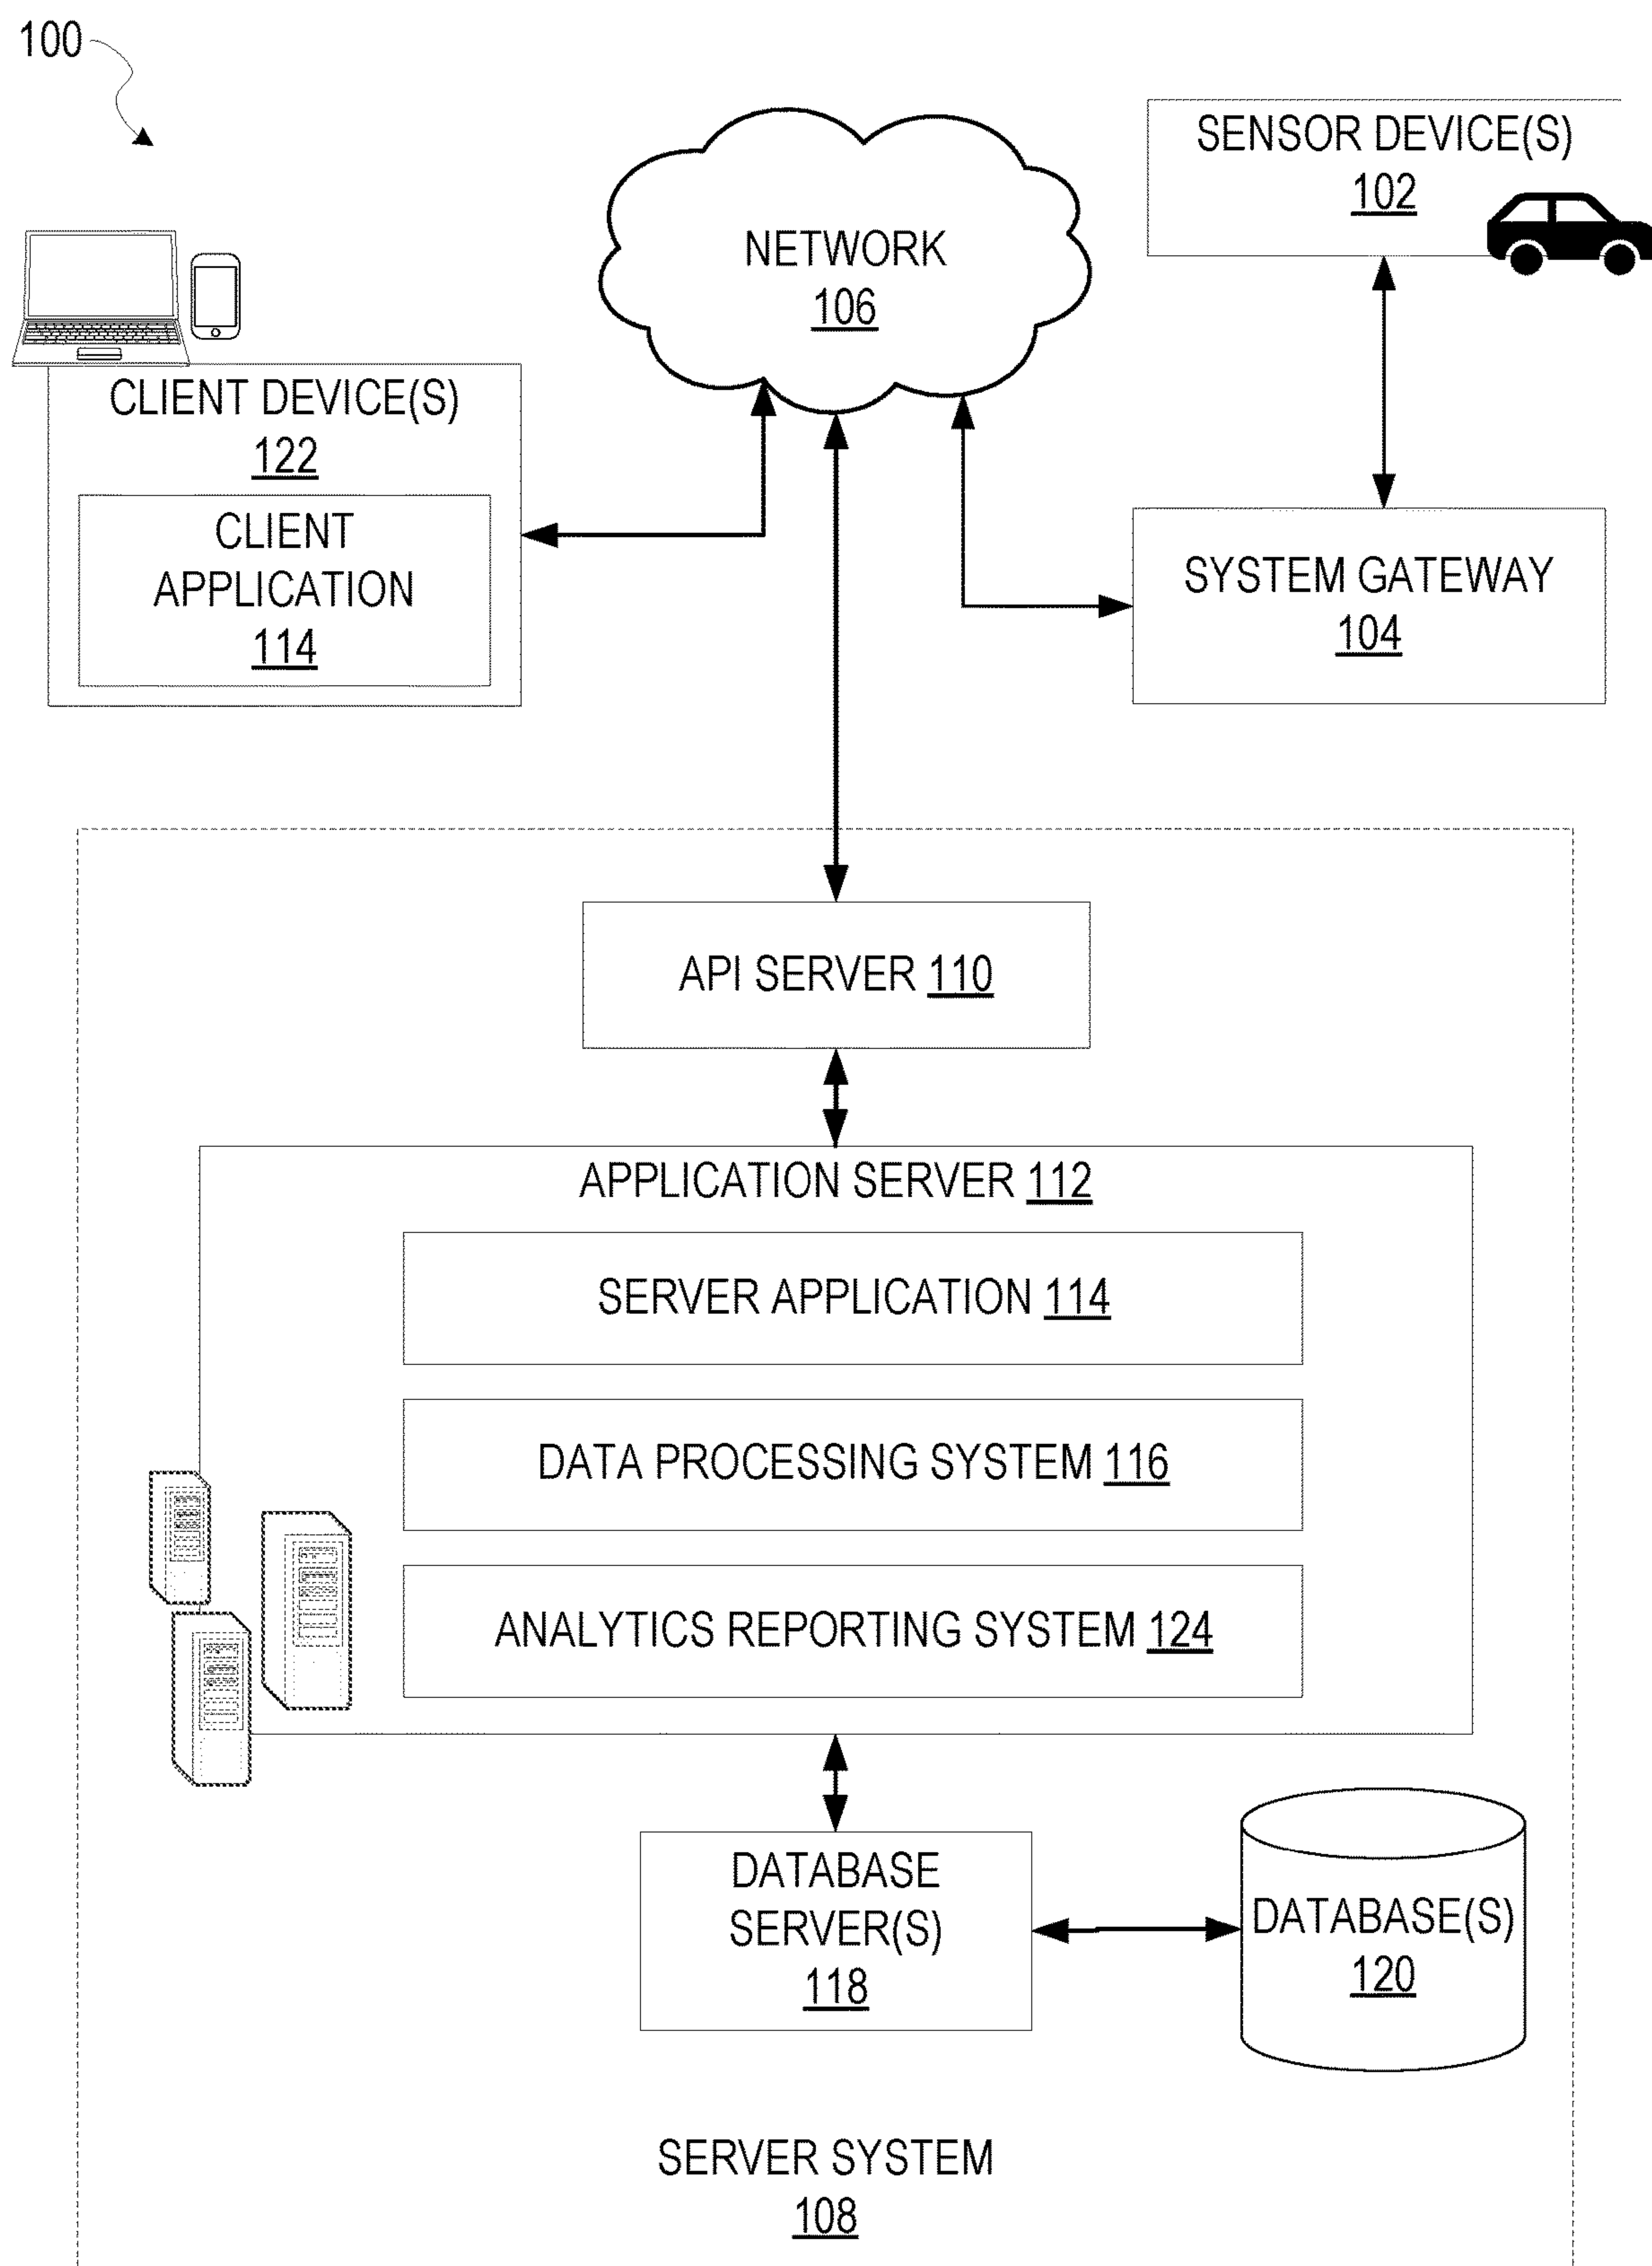 100
SENSOR DEVICE(S)
102
NETWORK
106
CLIENT DEVICE(S)
122
CLIENT
APPLICATION
114
SYSTEM GATEWAY
104
API SERVER 110
APPLICATION SERVER 112
SERVER APPLICATION 114
DATA PROCESSING SYSTEM 116
ANALYTICS REPORTING SYSTEM 124
DATABASE
SERVER(S)
118
DATABASE(S)
120
SERVER SYSTEM
108